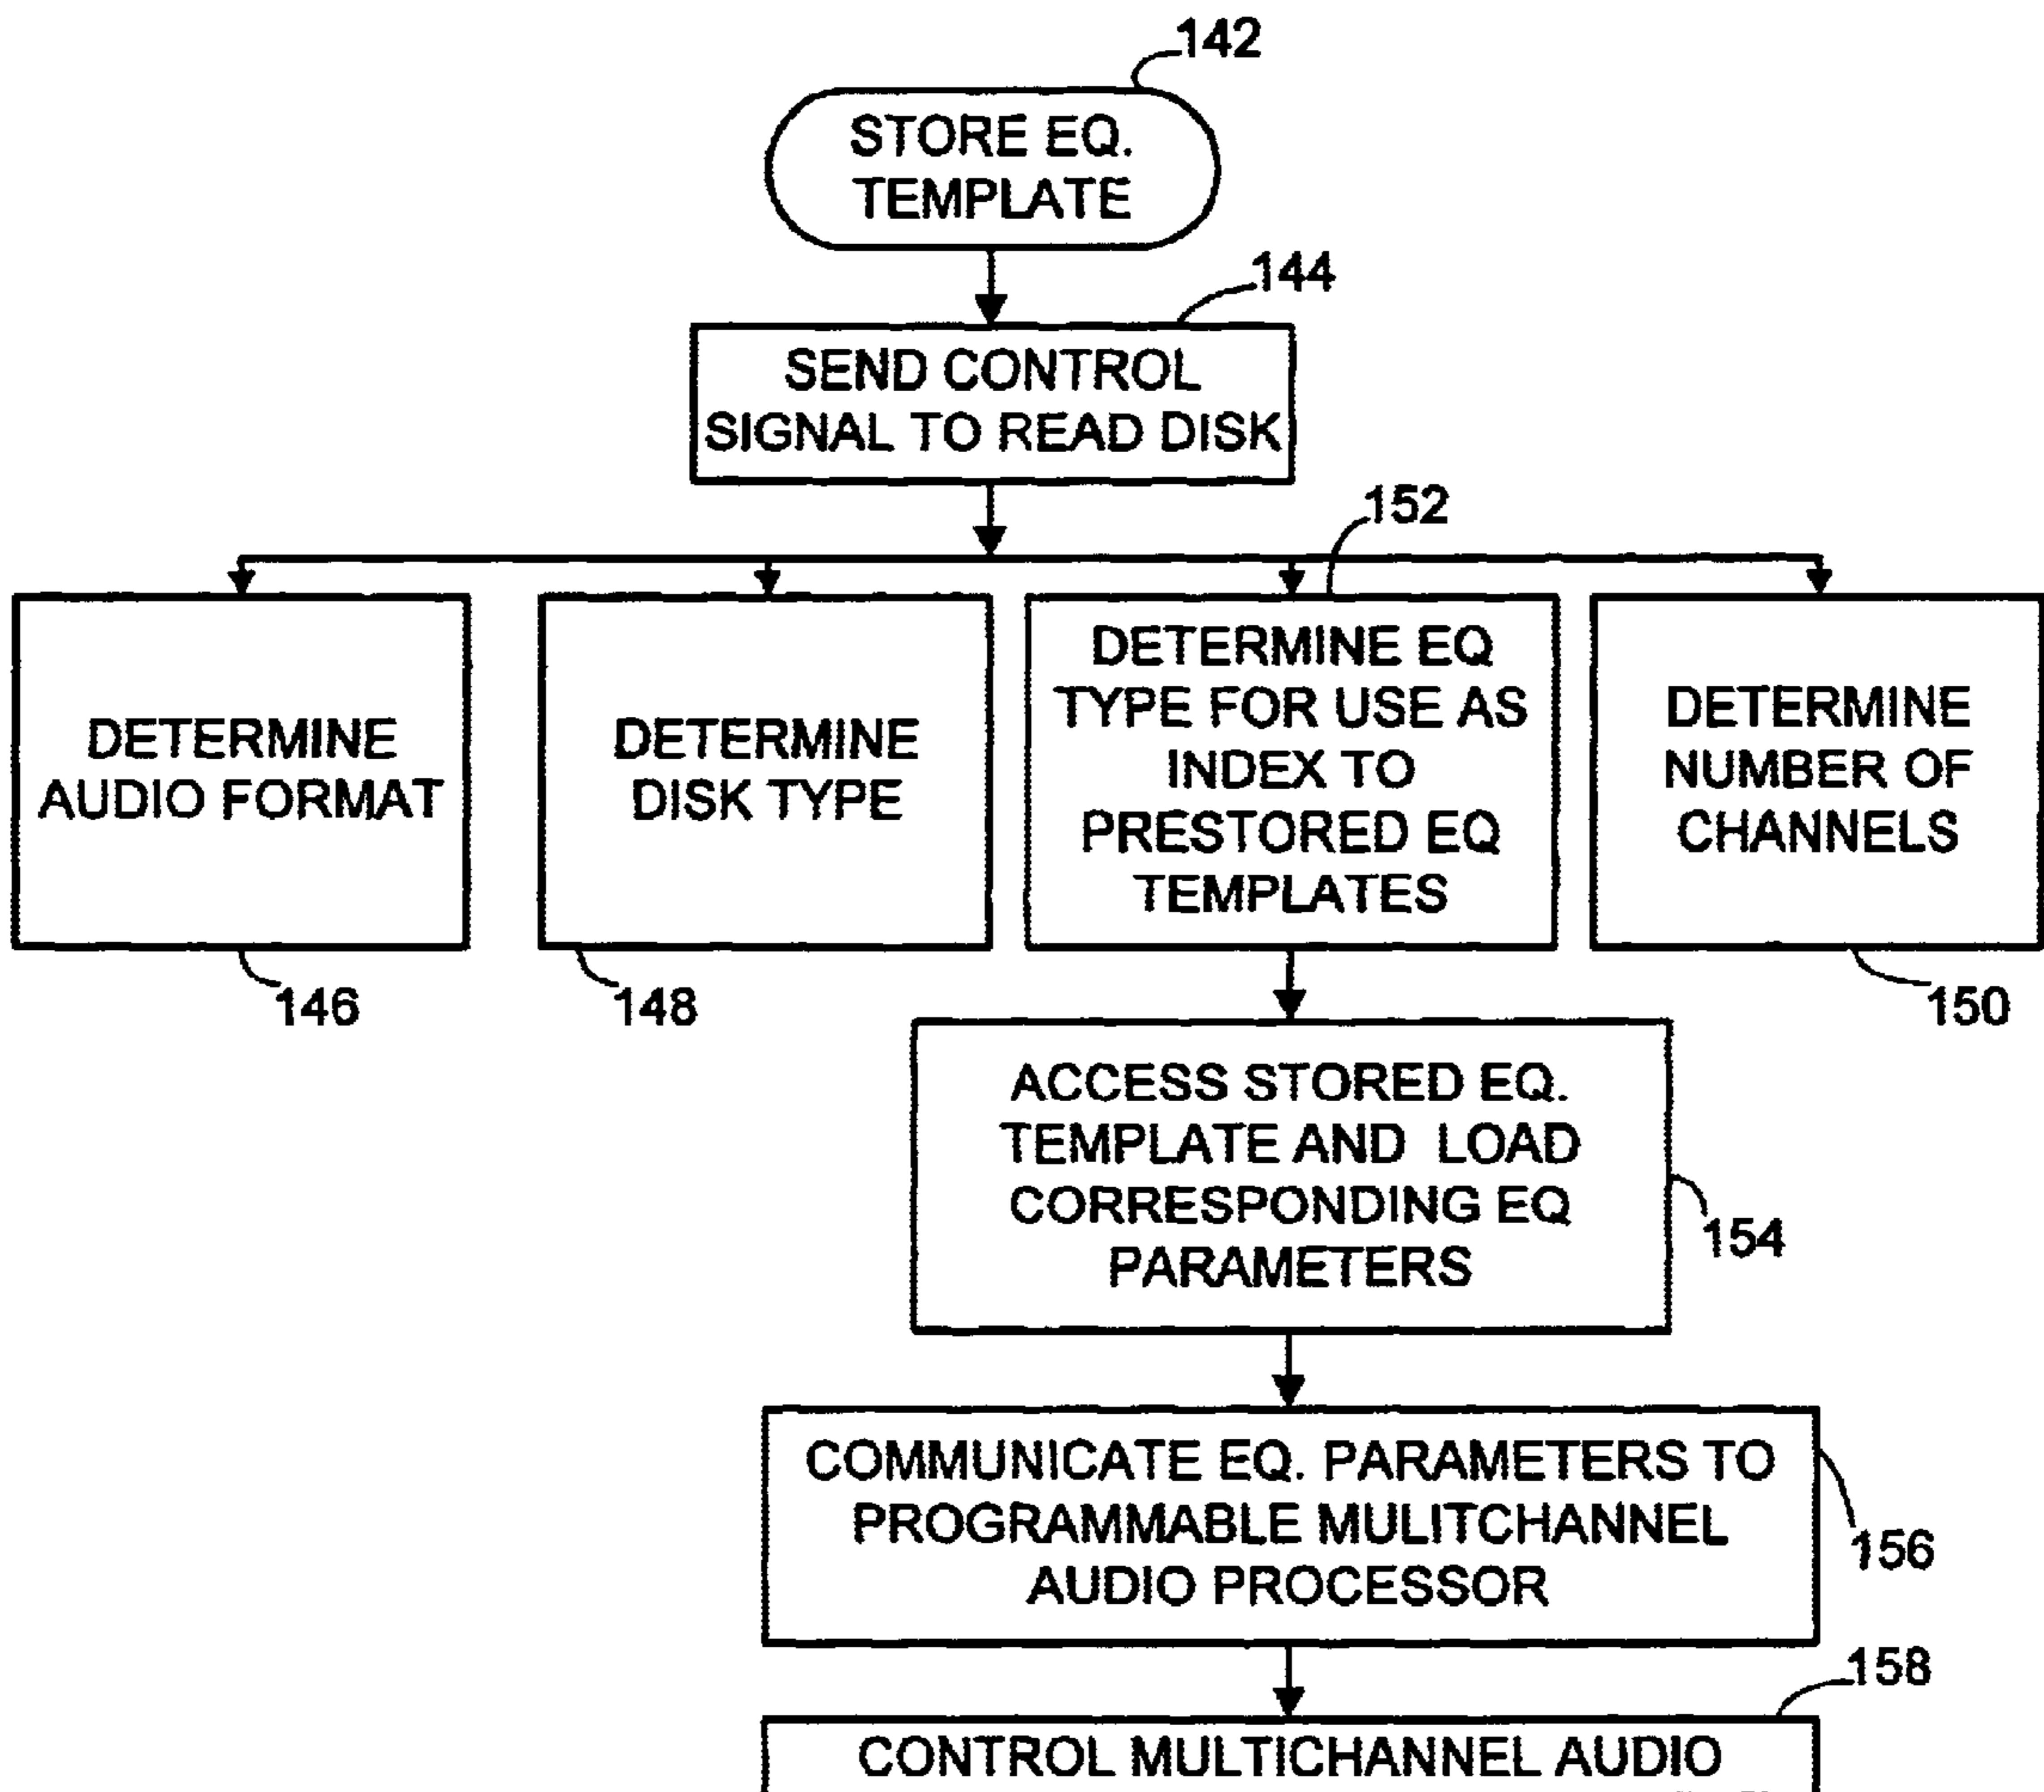 142
STORE EQ.
TEMPLATE
144
SEND CONTROL
SIGNAL TO READ DISK
152
DETERMINE
AUDIO FORMAT
146
DETERMINE
DISK TYPE
148
DETERMINE EQ
TYPE FOR USE AS
INDEX TO
PRESTORED EQ
TEMPLATES
DETERMINE
NUMBER OF
CHANNELS
150
ACCESS STORED EQ.
TEMPLATE AND LOAD
CORRESPONDING EQ
PARAMETERS
154
COMMUNICATE EQ. PARAMETERS TO
PROGRAMMABLE MULITCHANNEL
AUDIO PROCESSOR
156
158
CONTROL MULTICHANNEL AUDIO